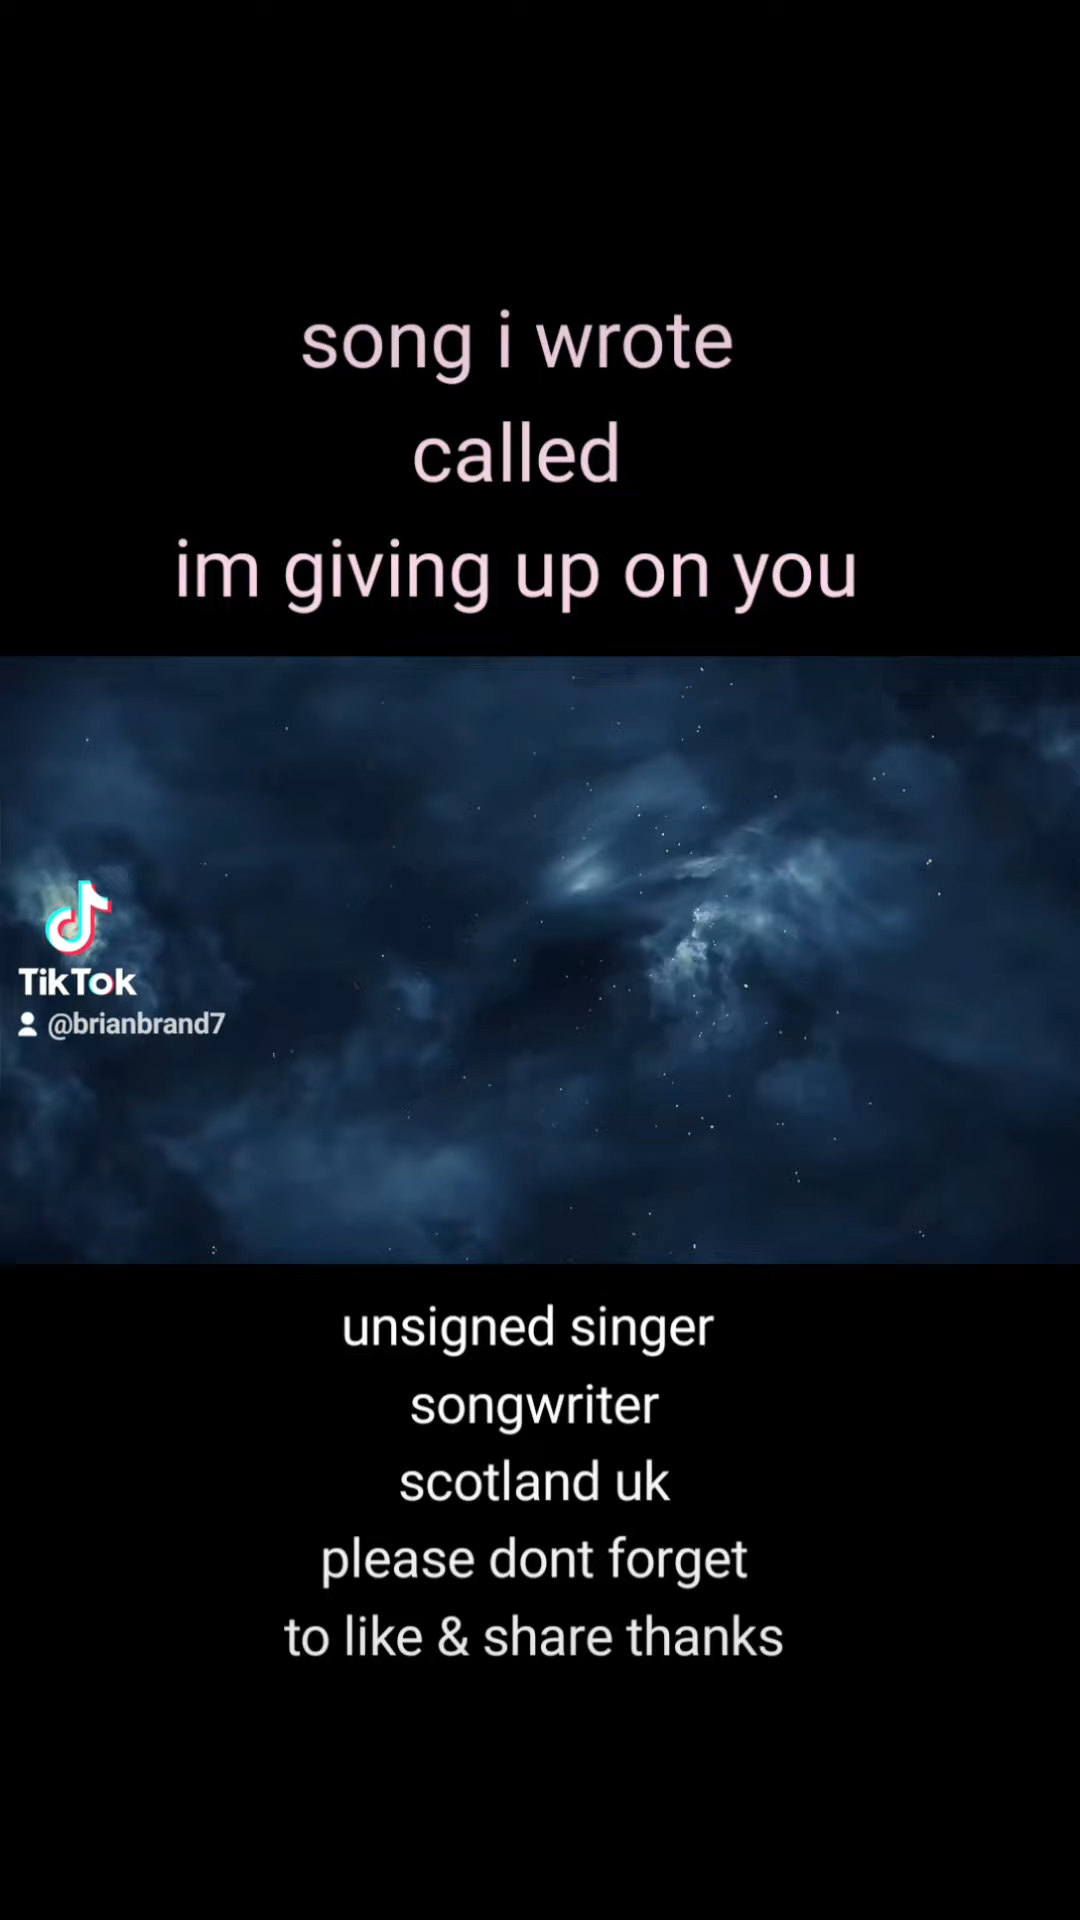 song i wrote
called
im giving up on you
TikTok
@brianbrand7
unsigned singer
songwriter
scotland uk
please dont forget
to like & share thanks